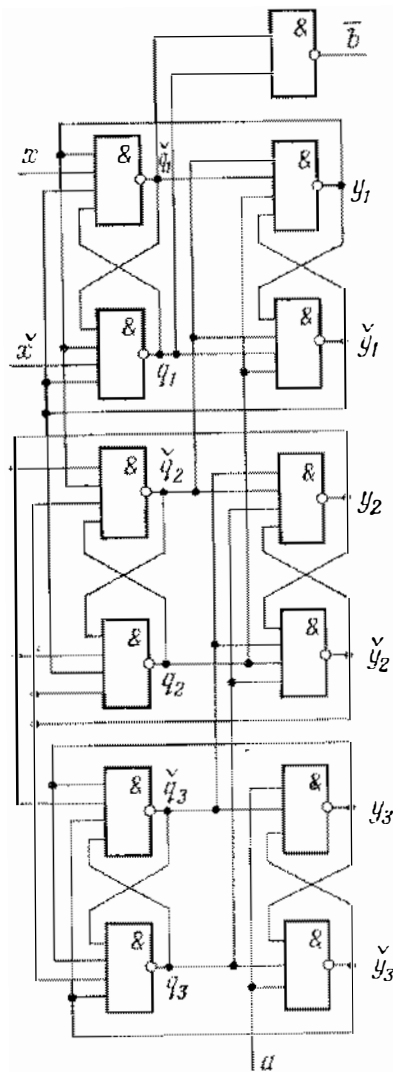 & b̅
& &
x q̌₁
y₁
& &
x̌ q₁ y̌₁
& &
q̌₂ y₂
& &
q₂ y̌₂
& &
q̌₃ y₃
& &
q₃ y̌₃
a